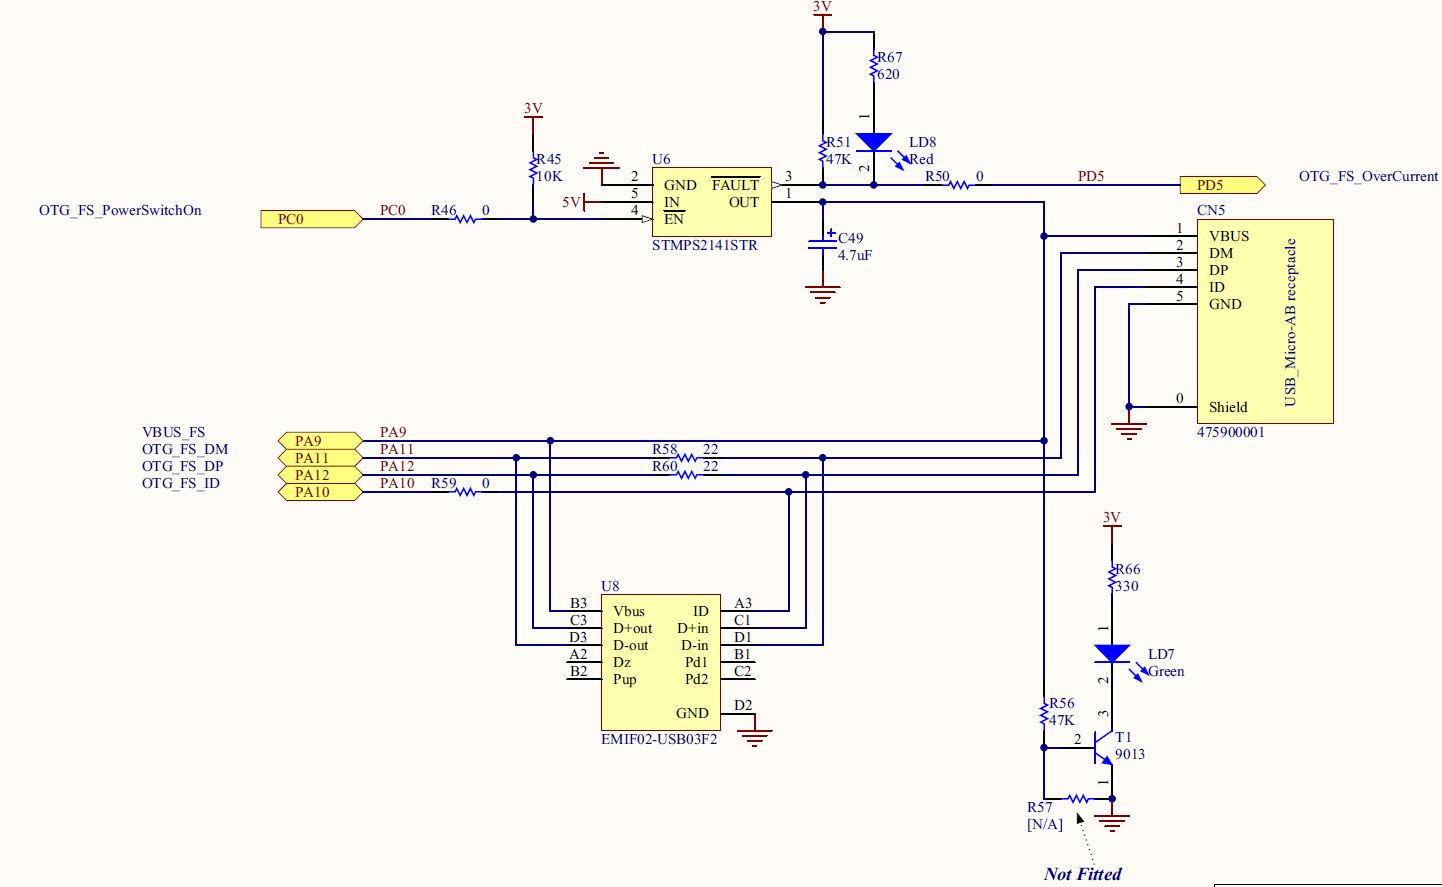 3V
R67
620
1
3V
R51
47K
LD8
Red
2
R45
10K
U6
2
GND
FAULT
3
R50
0
PD5
PD5
OTG_FS_OverCurrent
5V
5
IN
OUT
1
OTG_FS_PowerSwitchOn
PC0
PC0
R46
0
4
EN
STMPS2141STR
CN5
C49
4.7uF
+
1
VBUS
2
DM
3
DP
4
ID
5
GND
USB_Micro-AB receptacle
0
Shield
475900001
VBUS_FS
PA9
PA9
OTG_FS_DM
PA11
PA11
R58
22
OTG_FS_DP
PA12
PA12
R60
22
OTG_FS_ID
PA10
PA10
R59
0
3V
R66
330
U8
B3
Vbus
ID
A3
C3
D+out
D+in
C1
D3
D-out
D-in
D1
A2
Dz
Pd1
B1
B2
Pup
Pd2
C2
GND
D2
EMIF02-USB03F2
1
LD7
Green
2
R56
47K
3
2
T1
9013
1
R57
[N/A]
Not Fitted